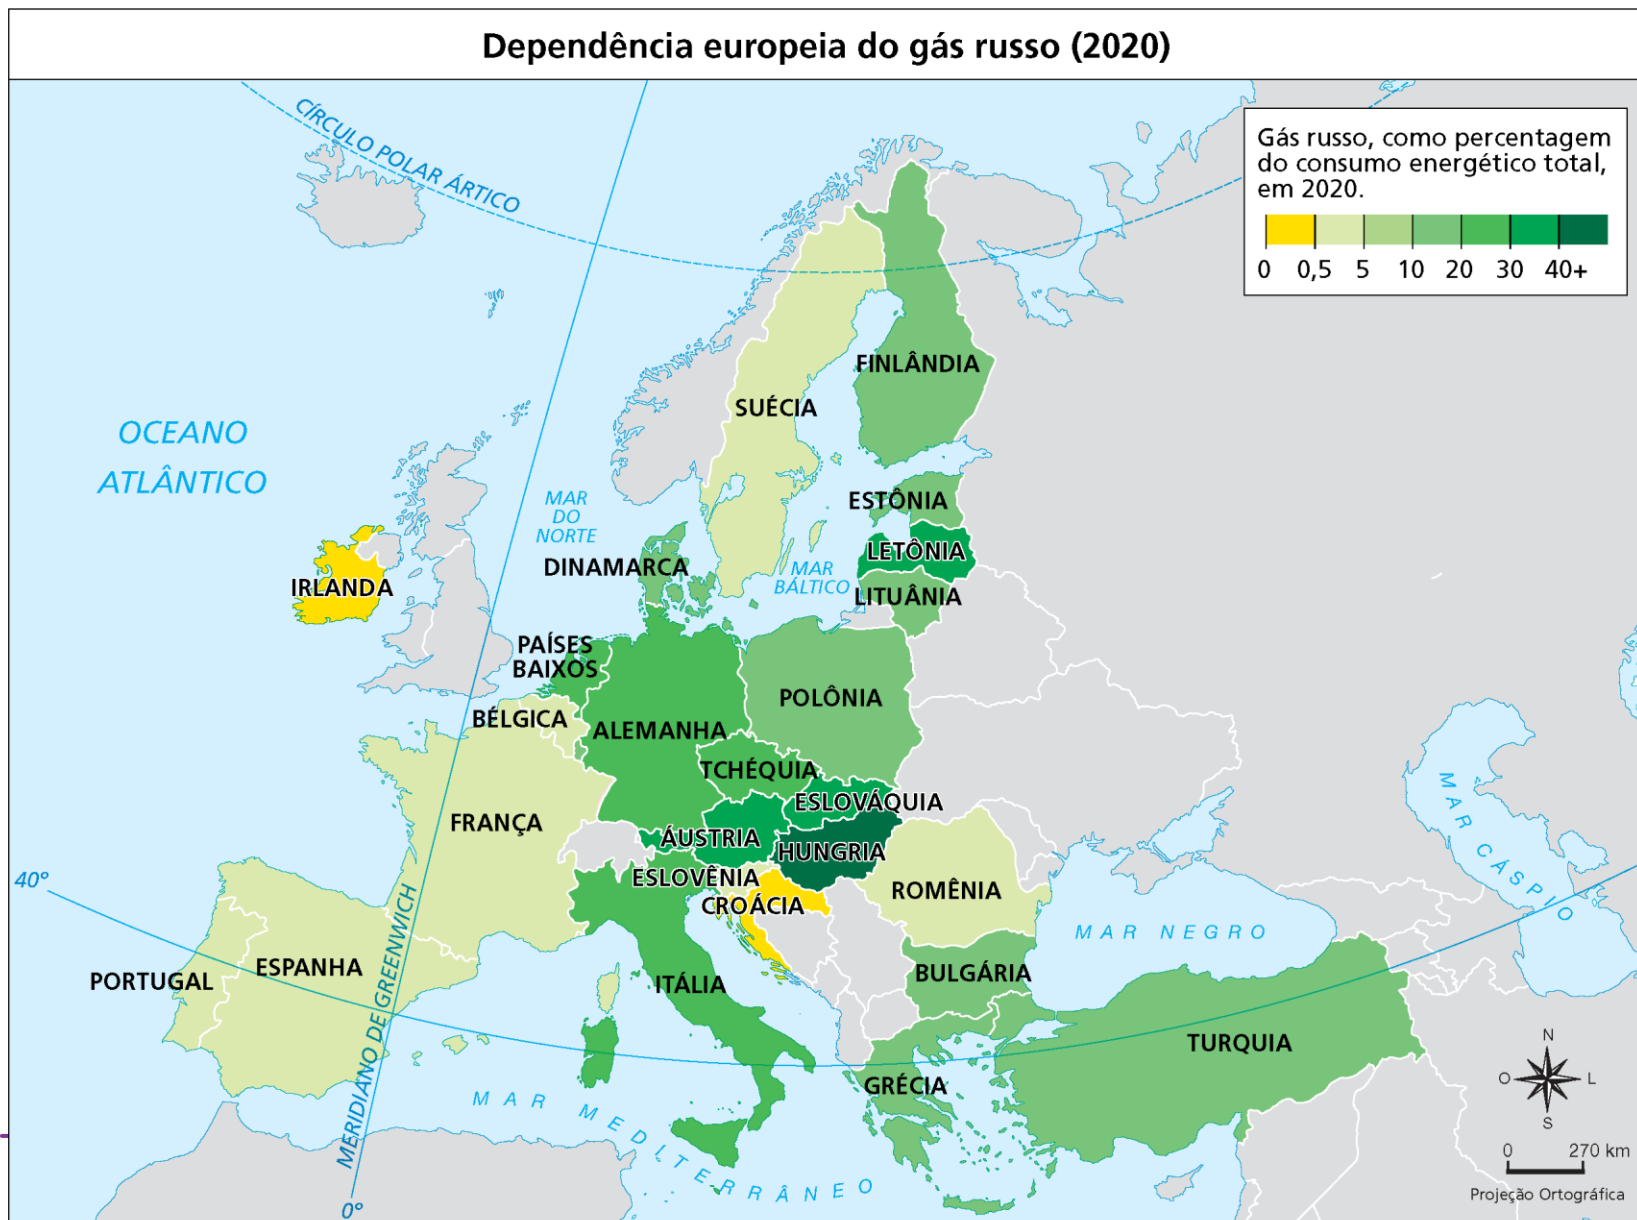 Dependência europeia do gás russo (2020)
CÍRCULO POLAR ÁRTICO
Gás russo, como percentagem
do consumo energético total,
em 2020.
0 0,5 5 10 20 30 40+
FINLÂNDIA
SUÉCIA
OCEANO
ATLÂNTICO
MAR
DO
NORTE
ESTÔNIA
LETÔNIA
DINAMARCA
MAR
BÁLTICO
IRLANDA
LITUÂNIA
PAÍSES
BAIXOS
POLÔNIA
BÉLGICA
ALEMANHA
TCHÉQUIA
ESLOVÁQUIA
FRANÇA
ÁUSTRIA
HUNGRIA
MAR CÁSPIO
40°
ESLOVÊNIA
ROMÊNIA
CROÁCIA
MAR NEGRO
ESPANHA
PORTUGAL
ITÁLIA
BULGÁRIA
MERIDIANO DE GREENWICH
TURQUIA
GRÉCIA
MAR MEDITERRÂNEO
0°
N
O L
S
0 270 km
Projeção Ortográfica